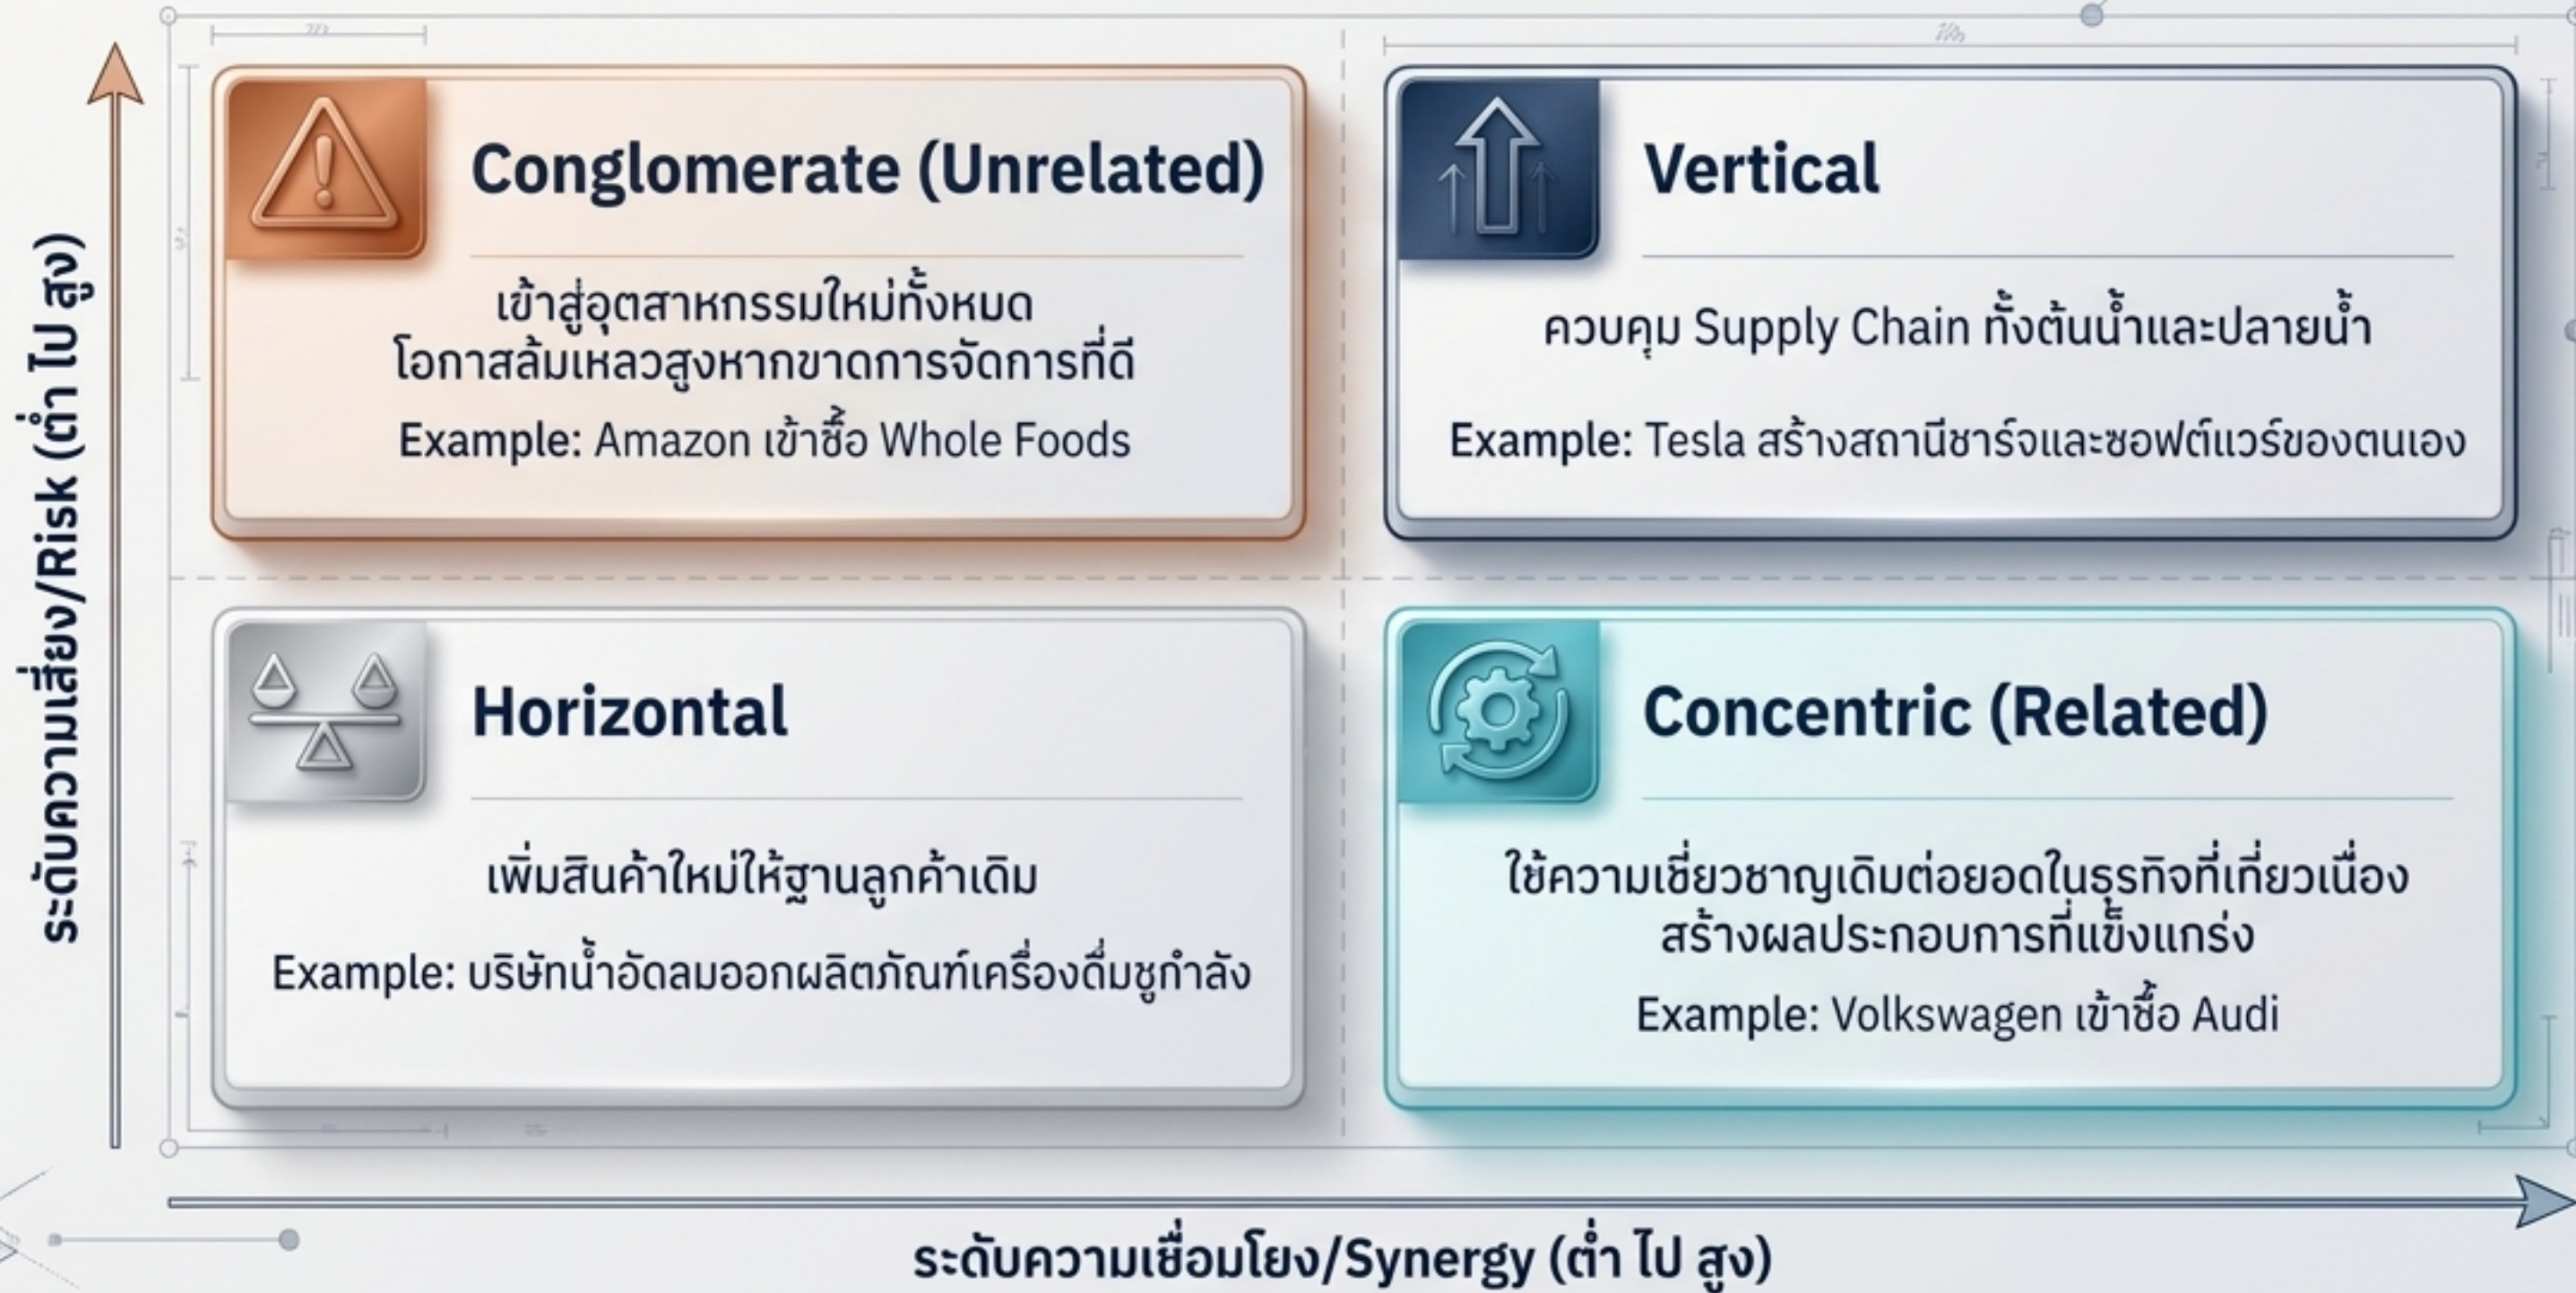 ระดับความเสี่ยง/Risk (ต่ำ ไป สูง)
Conglomerate (Unrelated)
เข้าสู่อุตสาหกรรมใหม่ทั้งหมด
โอกาสล้มเหลวสูงหากขาดการจัดการที่ดี
Example: Amazon เข้าซื้อ Whole Foods
Vertical
ควบคุม Supply Chain ทั้งต้นน้ำและปลายน้ำ
Example: Tesla สร้างสถานีชาร์จและซอฟต์แวร์ของตนเอง
Horizontal
เพิ่มสินค้าใหม่ให้ฐานลูกค้าเดิม
Example: บริษัทน้ำอัดลมออกผลิตภัณฑ์เครื่องดื่มชูกำลัง
Concentric (Related)
ใช้ความเชี่ยวชาญเดิมต่อยอดในธุรกิจที่เกี่ยวเนื่อง
สร้างผลประกอบการที่แข็งแกร่ง
Example: Volkswagen เข้าซื้อ Audi
ระดับความเชื่อมโยง/Synergy (ต่ำ ไป สูง)